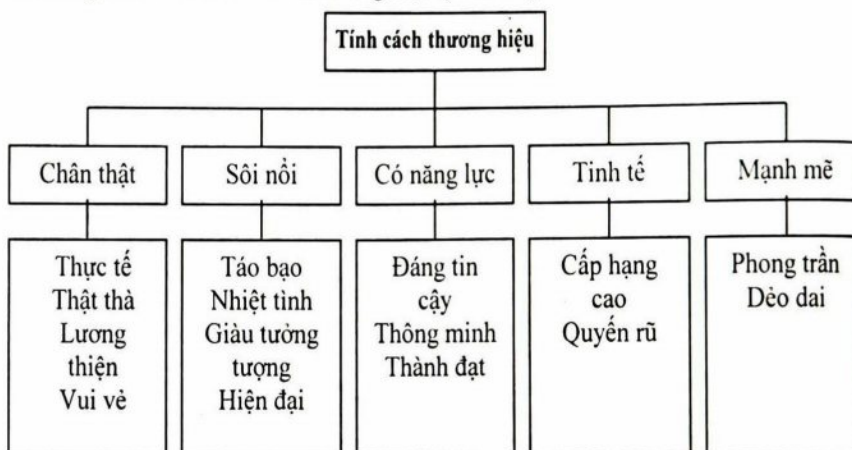 Tính cách thương hiệu
Chân thật
Sôi nổi
Có năng lực
Tinh tế
Mạnh mẽ
Thực tế
Thật thà
Lương
thiện
Vui vẻ
Táo bạo
Nhiệt tình
Giàu tưởng
tượng
Hiện đại
Đáng tin
cậy
Thông minh
Thành đạt
Cấp hạng
cao
Quyến rũ
Phong trần
Dẻo dai